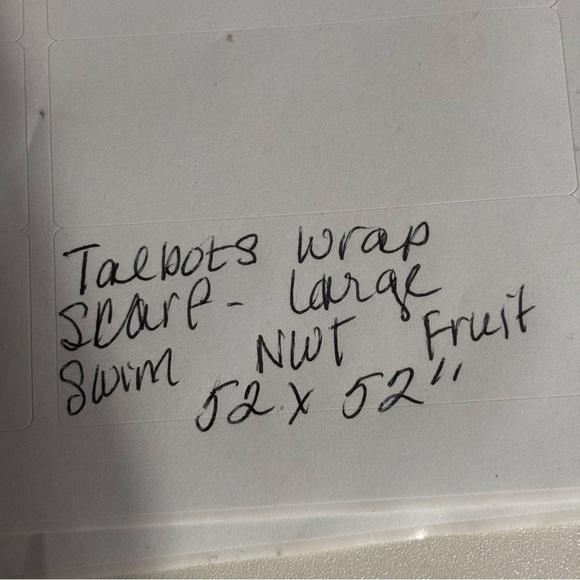 Talbots wrap
scarf - large
swim NWT Fruit
52 x 52"